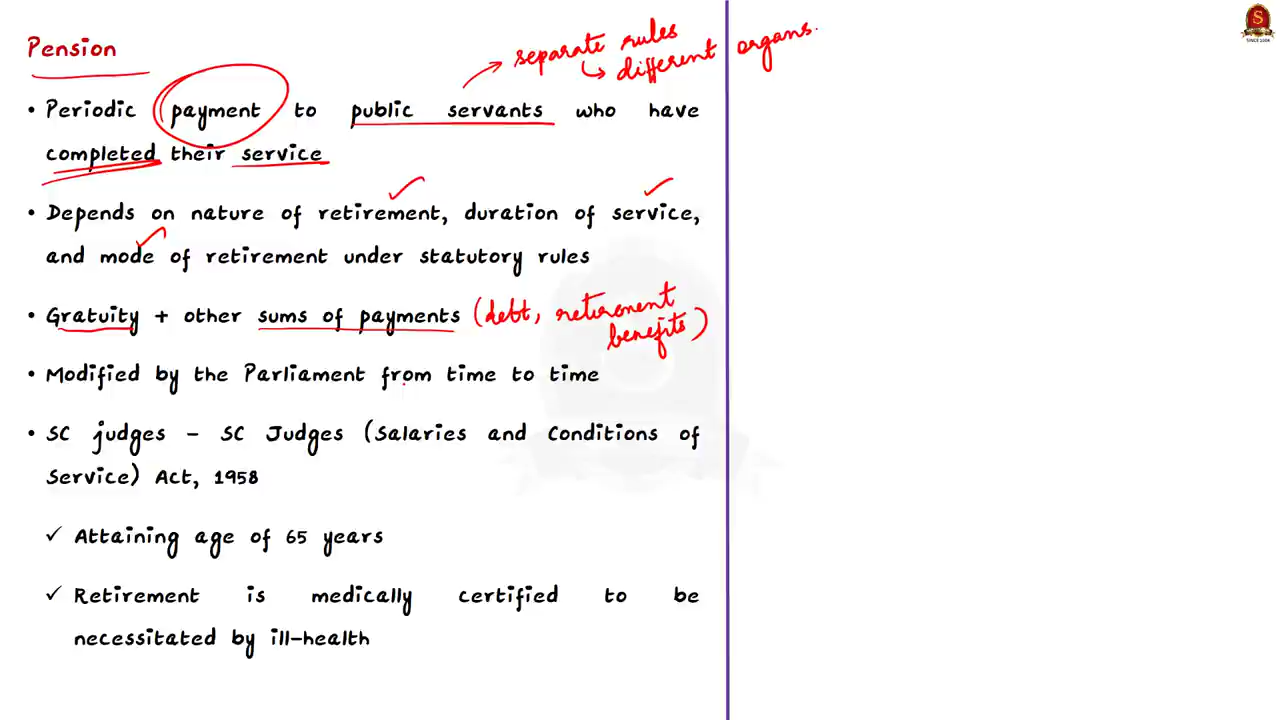 Pension
separate rules
↳ different organs.
• Periodic payment to public servants who have
completed their service
• Depends on nature of retirement, duration of service,
and mode of retirement under statutory rules
• Gratuity + other sums of payments (debt, retirement
benefits)
• Modified by the Parliament from time to time
• SC judges – SC Judges (Salaries and Conditions of
Service) Act, 1958
✓ Attaining age of 65 years
✓ Retirement is medically certified to be
necessitated by ill-health
S